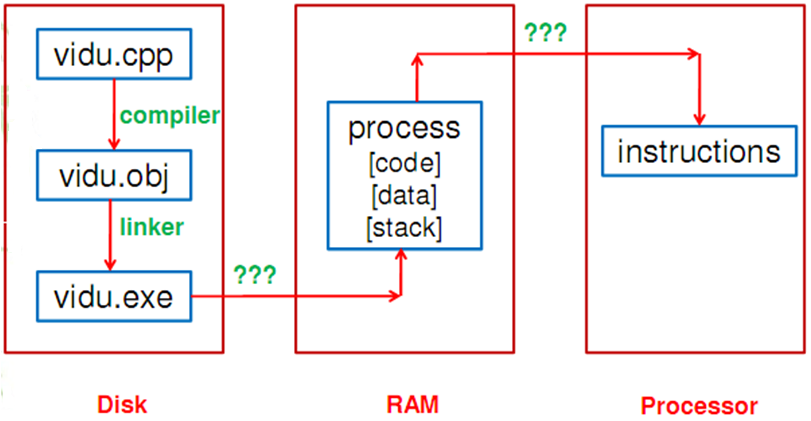 vidu.cpp
compiler
vidu.obj
linker
vidu.exe
???
process
[code]
[data]
[stack]
???
instructions
Disk
RAM
Processor